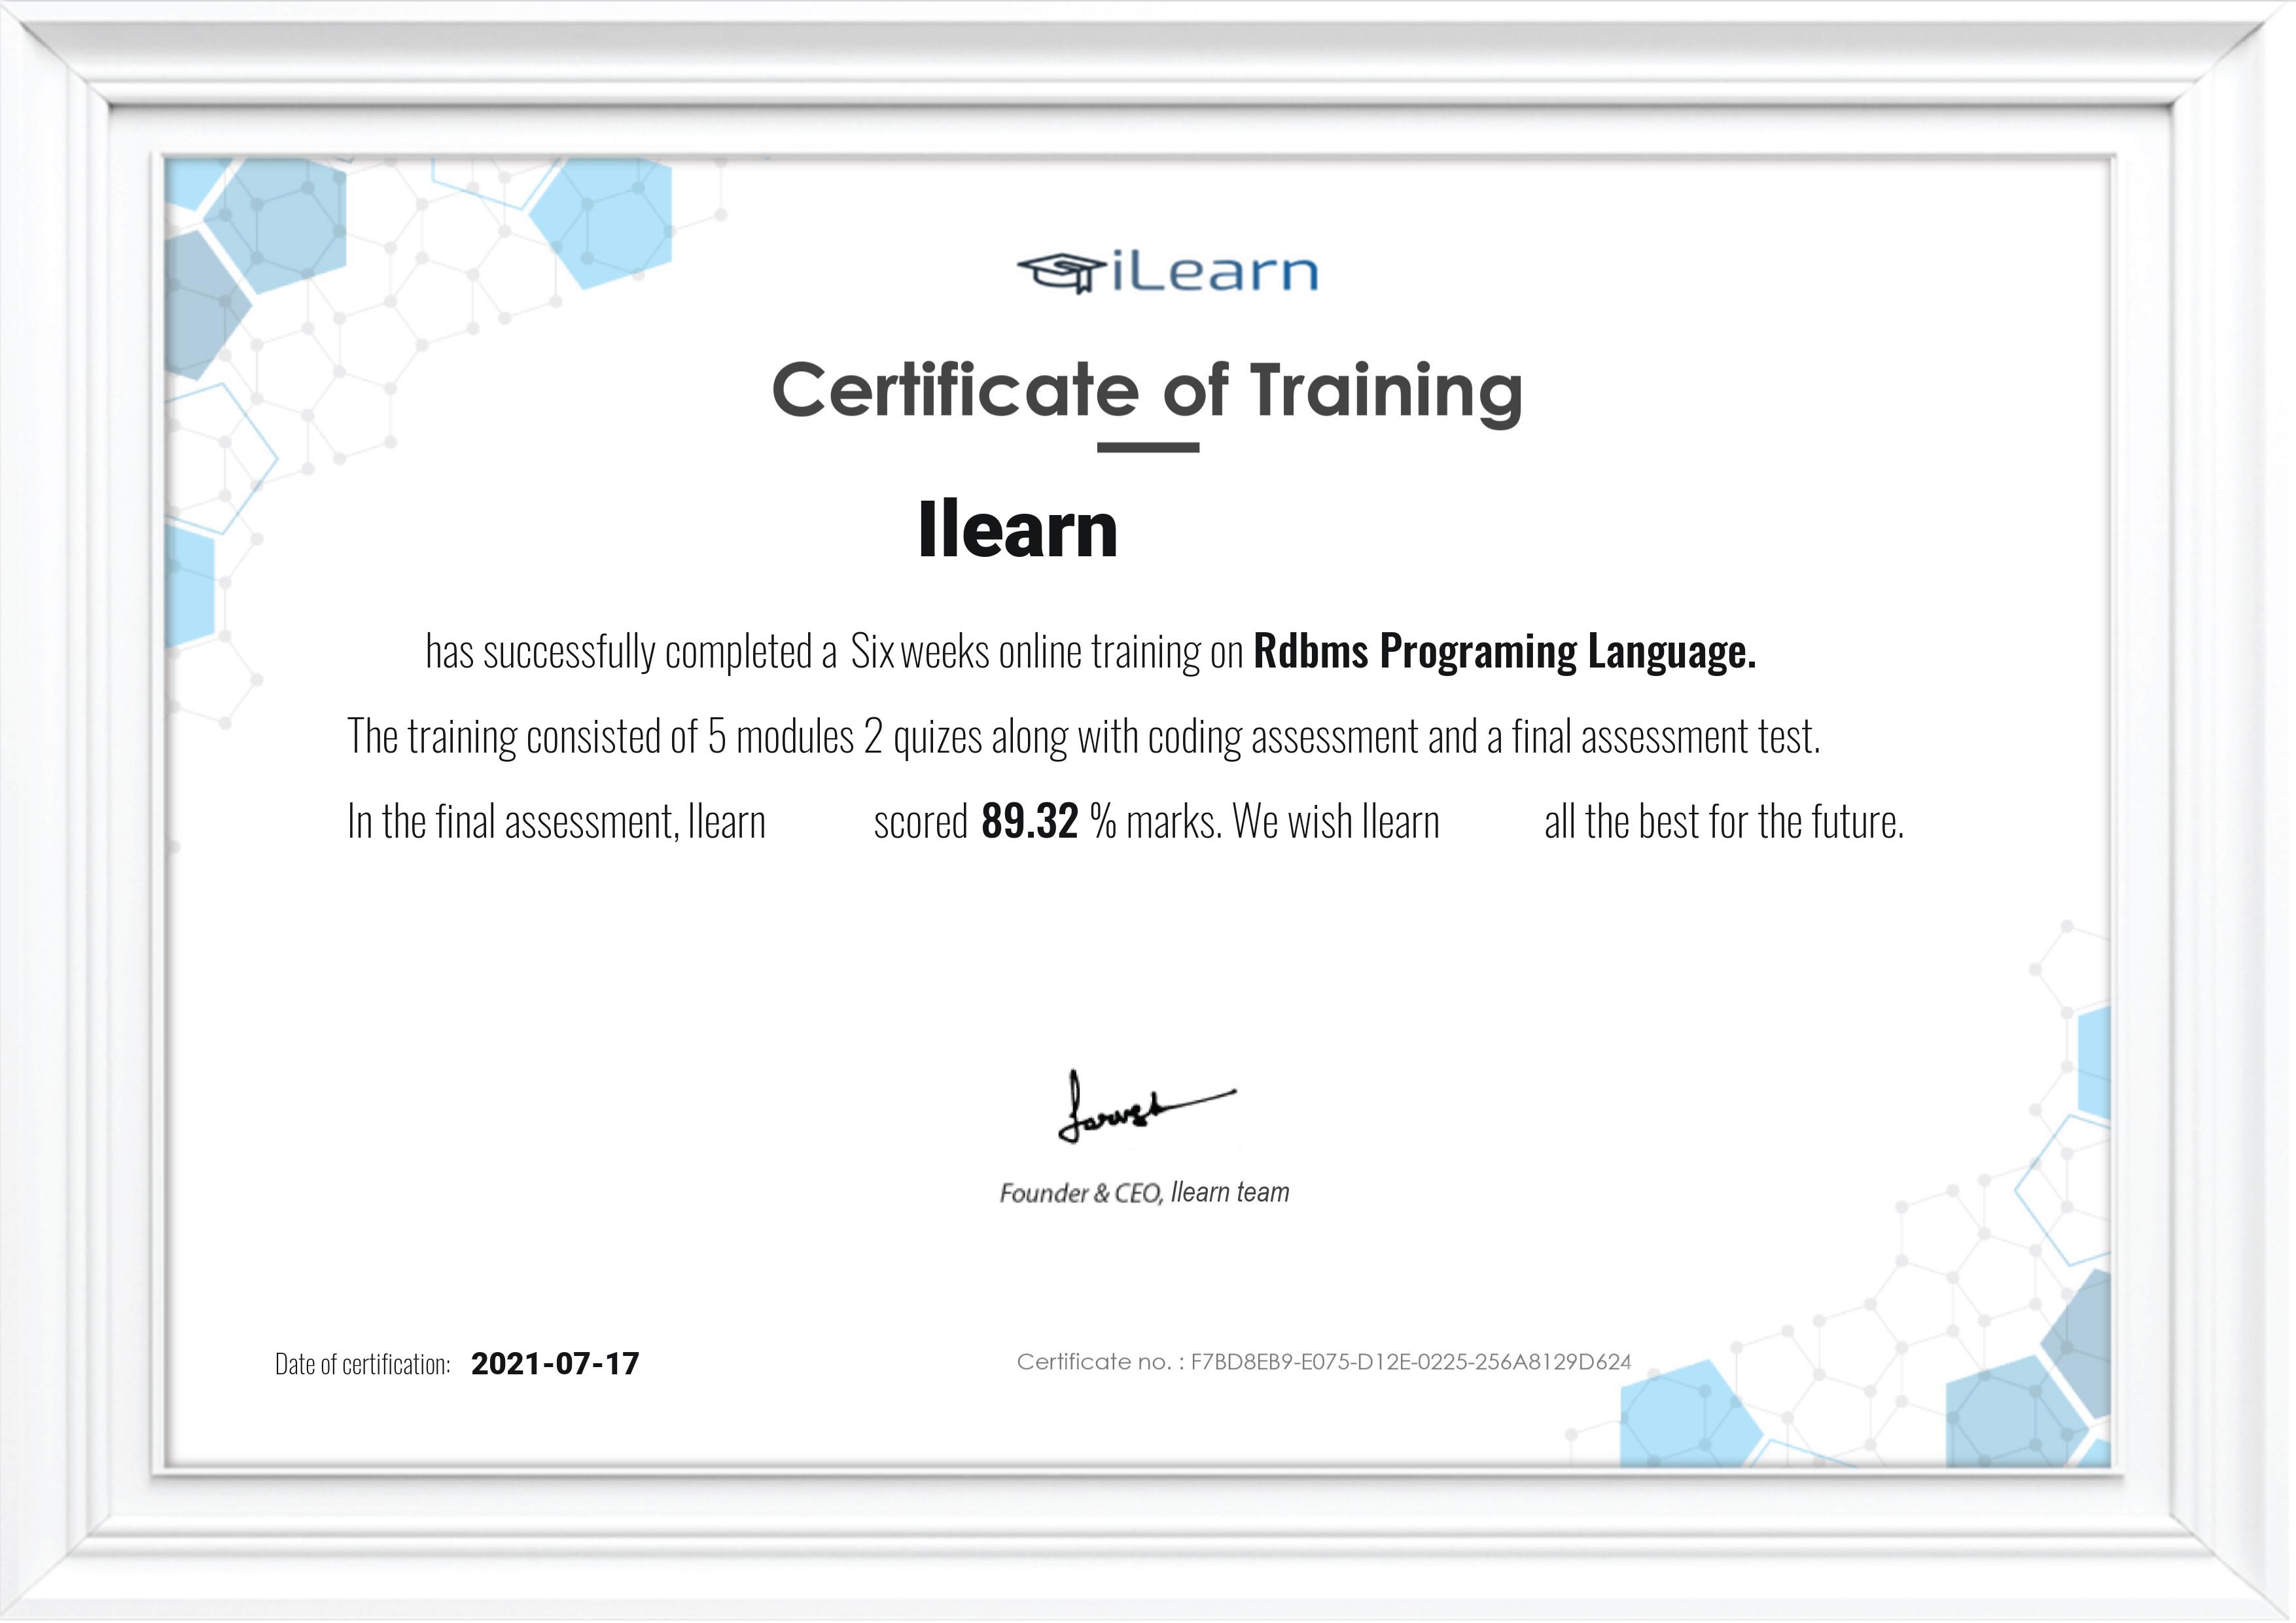 iLearn
Certificate of Training
Ilearn
has successfully completed a Six weeks online training on Rdbms Programing Language.
The training consisted of 5 modules 2 quizes along with coding assessment and a final assessment test.
In the final assessment, Ilearn scored 89.32 % marks. We wish Ilearn all the best for the future.
Founder & CEO, Ilearn team
Date of certification: 2021-07-17
Certificate no. : F7BD8EB9-E075-D12E-0225-256A8129D624